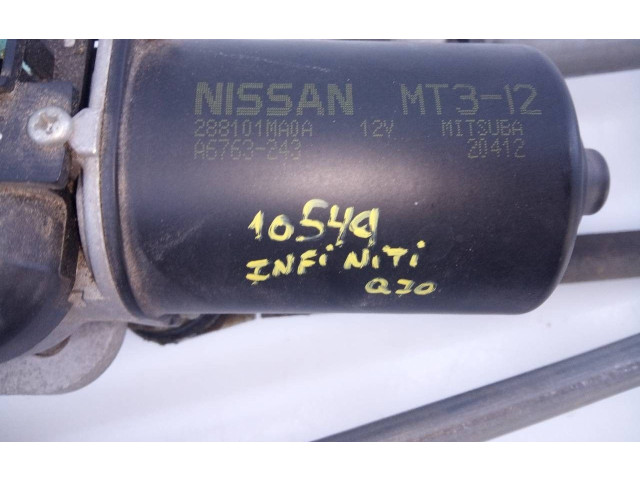 NISSAN MT3-12
288101MA0A 12V MITSUBA
A6763-243 20412
10549
INFINITI
Q70